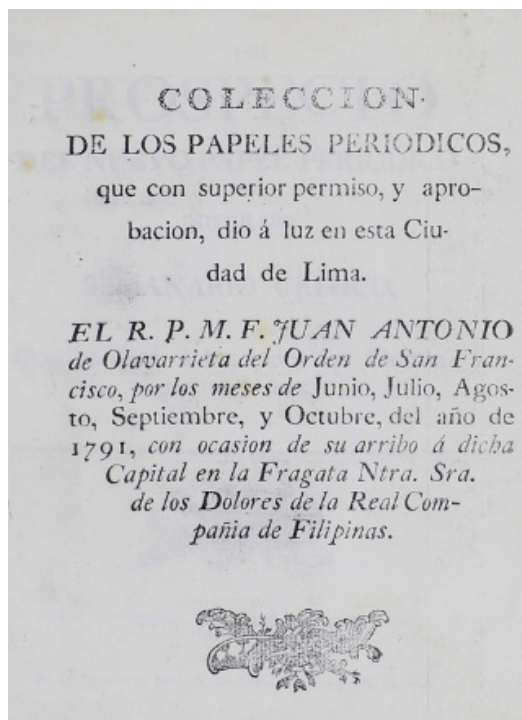 COLECCION.
DE LOS PAPELES PERIODICOS,
que con superior permiso, y apro-
bacion, dio á luz en esta Ciu-
dad de Lima.
EL R. P. M. F. JUAN ANTONIO
de Olavarrieta del Orden de San Fran-
cisco, por los meses de Junio, Julio, Agos-
to, Septiembre, y Octubre, del año de
1791, con ocasion de su arribo á dicha
Capital en la Fragata Ntra. Sra.
de los Dolores de la Real Com-
pañia de Filipinas.